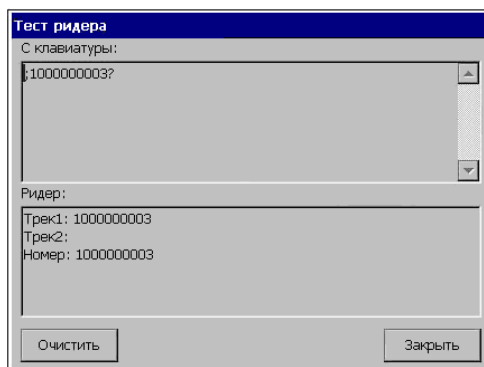 Тест ридера
С клавиатуры:
;1000000003?
Ридер:
Трек1: 1000000003
Трек2:
Номер: 1000000003
Очистить
Закрыть